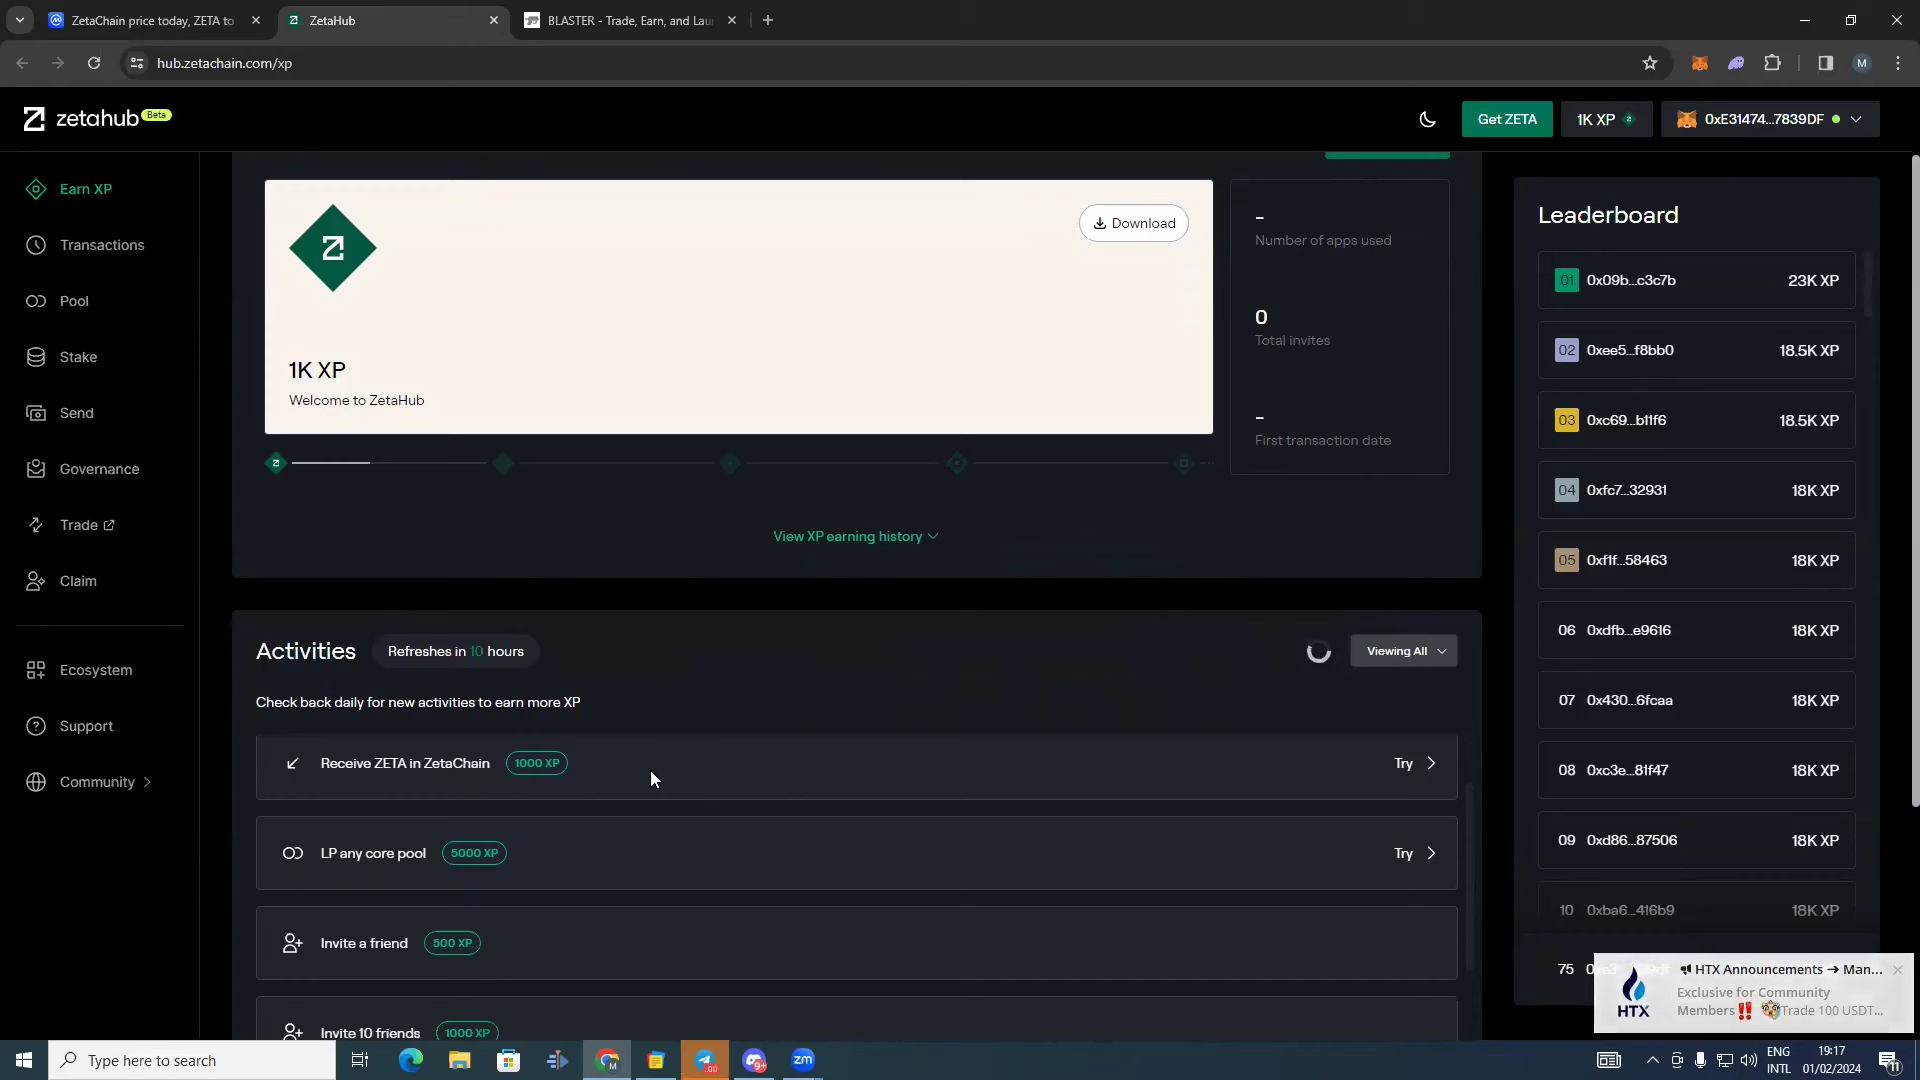 ZetaChain price today, ZETA to
ZetaHub
BLASTER - Trade, Earn, and Lau
hub.zetachain.com/xp
M
zetahub Beta
Get ZETA
1K XP
0xE31474...7839DF
Earn XP
Transactions
Pool
Stake
Send
Governance
Trade
Claim
Ecosystem
Support
Community
Download
1K XP
Welcome to ZetaHub
-
Number of apps used
0
Total invites
-
First transaction date
View XP earning history
Activities
Refreshes in 10 hours
Viewing All
Check back daily for new activities to earn more XP
Receive ZETA in ZetaChain 1000 XP Try
LP any core pool 5000 XP Try
Invite a friend 500 XP
Invite 10 friends 1000 XP
Leaderboard
01 0x09b...c3c7b 23K XP
02 0xee5...f8bb0 18.5K XP
03 0xc69...b11f6 18.5K XP
04 0xfc7...32931 18K XP
05 0xf1f...58463 18K XP
06 0xdfb...e9616 18K XP
07 0x430...6fcaa 18K XP
08 0xc3e...81f47 18K XP
09 0xd86...87506 18K XP
10 0xba6...416b9 18K XP
75
HTX Announcements → Man...
Exclusive for Community
Members‼️ Trade 100 USDT...
HTX
Type here to search
zm
ENG
INTL
19:17
01/02/2024
11